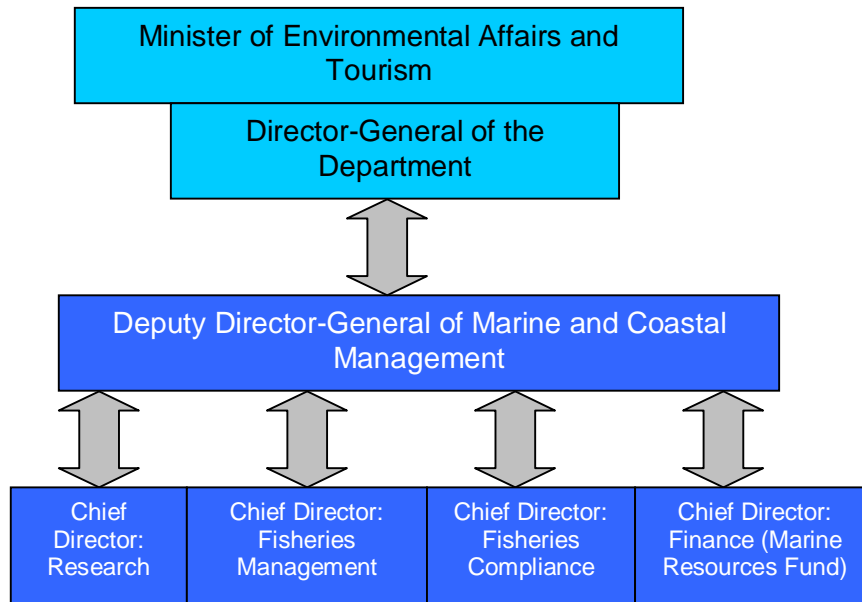 Minister of Environmental Affairs and
Tourism
Director-General of the
Department
Deputy Director-General of Marine and Coastal
Management
Chief
Director:
Research
Chief Director:
Fisheries
Management
Chief Director:
Fisheries
Compliance
Chief Director:
Finance (Marine
Resources Fund)